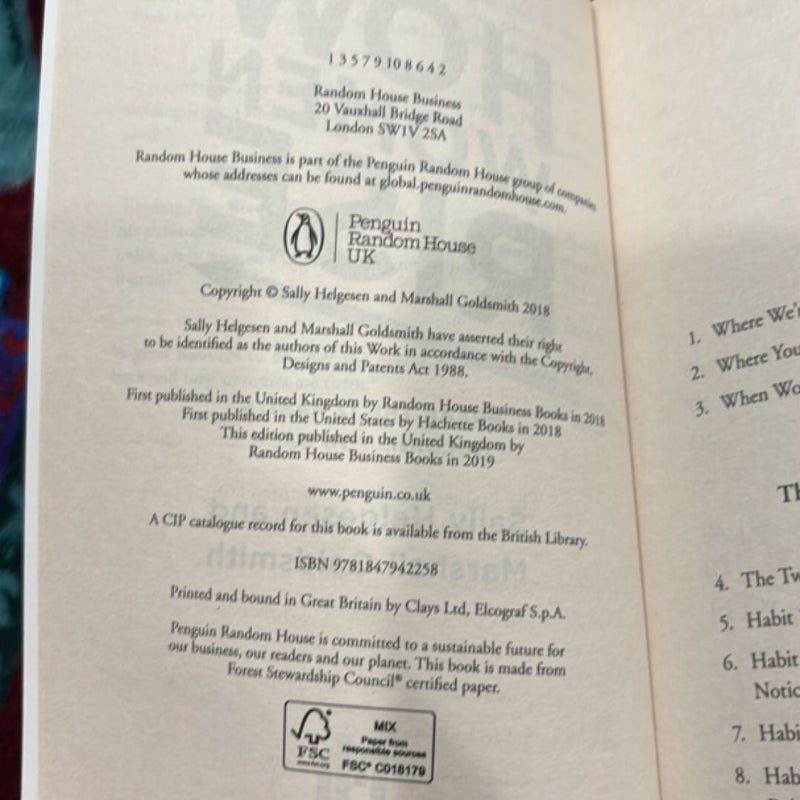 1 3 5 7 9 10 8 6 4 2
Random House Business
20 Vauxhall Bridge Road
London SW1V 2SA
Random House Business is part of the Penguin Random House group of companies
whose addresses can be found at global.penguinrandomhouse.com.
Penguin
Random House
UK
Copyright © Sally Helgesen and Marshall Goldsmith 2018
Sally Helgesen and Marshall Goldsmith have asserted their right
to be identified as the authors of this Work in accordance with the Copyright,
Designs and Patents Act 1988.
First published in the United Kingdom by Random House Business Books in 2018
First published in the United States by Hachette Books in 2018
This edition published in the United Kingdom by
Random House Business Books in 2019
www.penguin.co.uk
A CIP catalogue record for this book is available from the British Library.
ISBN 9781847942258
Printed and bound in Great Britain by Clays Ltd, Elcograf S.p.A.
Penguin Random House is committed to a sustainable future for
our business, our readers and our planet. This book is made from
Forest Stewardship Council® certified paper.
FSC
www.fsc.org
MIX
Paper from
responsible sources
FSC® C018179
1. Where We'r
2. Where You
3. When Wo
Th
4. The Tw
5. Habit
6. Habit
Notic
7. Habi
8. Hab